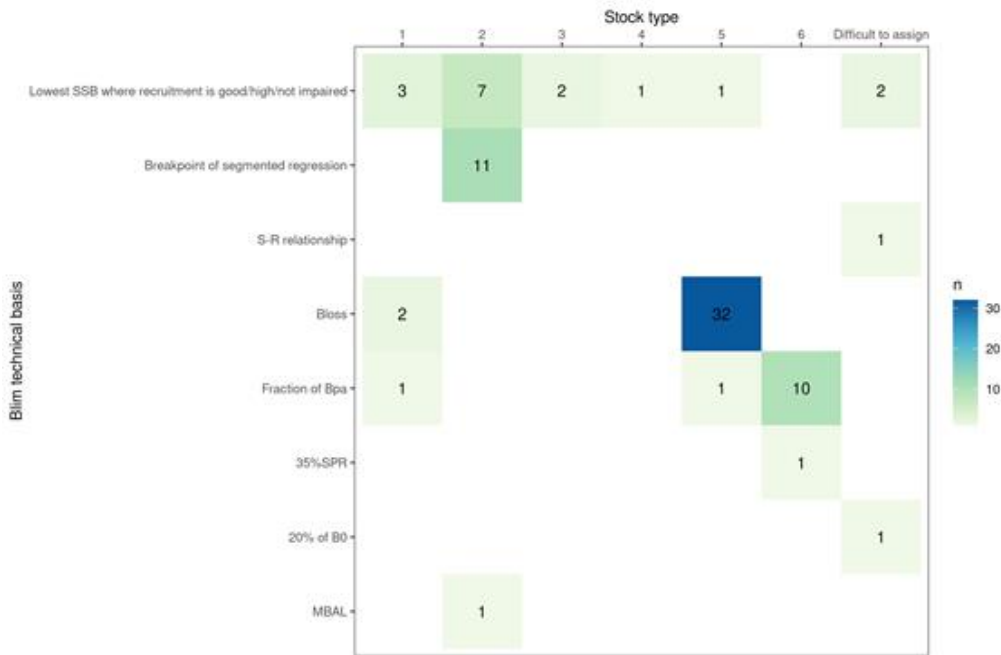 Stock type
1 2 3 4 5 6 Difficult to assign
Lowest SSB where recruitment is good/high/not impaired 3 7 2 1 1 2
Breakpoint of segmented regression 11
S-R relationship 1
Bloss 2 32
Fraction of Bpa 1 1 10
35%SPR 1
20% of B0 1
MBAL 1
Blim technical basis
n
30
20
10